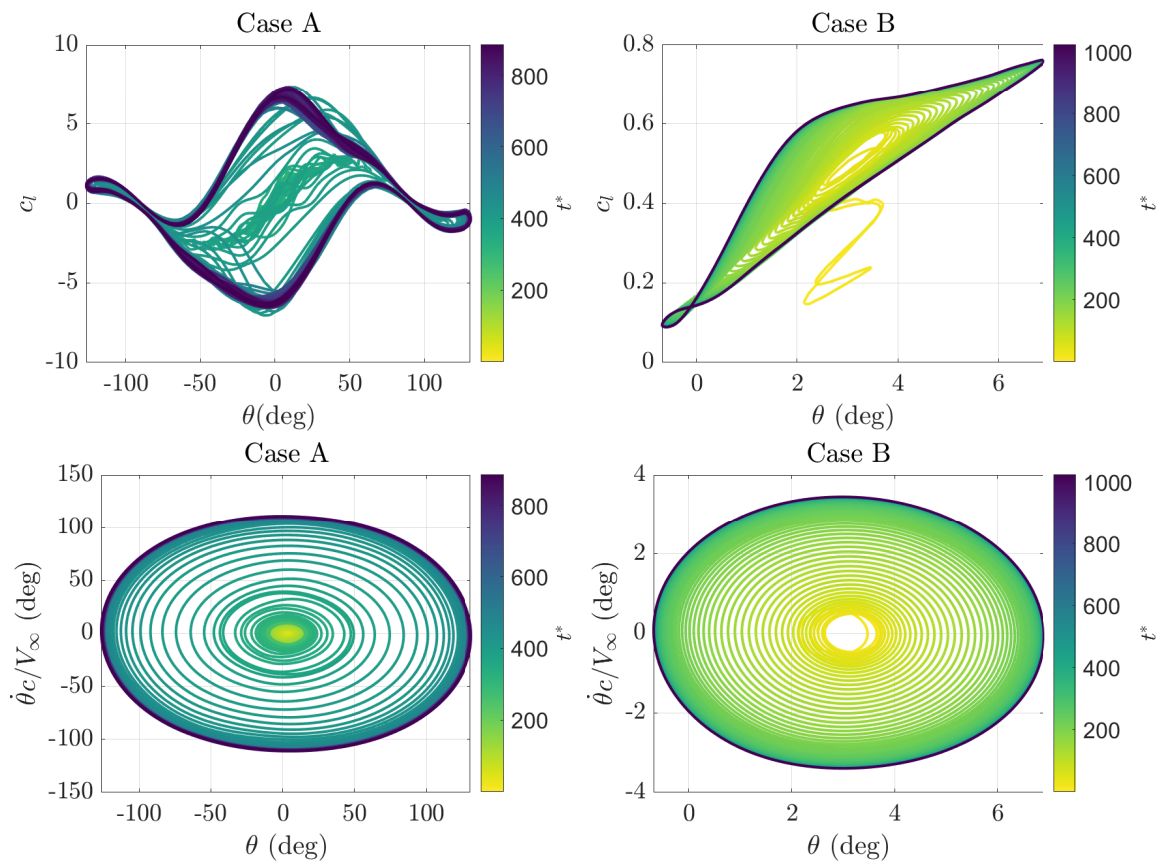 Case A
10
5
0
-5
-10
c_l
-100 -50 0 50 100
θ(deg)
800
600
400
200
t*
Case B
0.8
0.6
0.4
0.2
0
c_l
0 2 4 6
θ (deg)
1000
800
600
400
200
t*
Case A
150
100
50
0
-50
-100
-150
θ̇c/V∞ (deg)
-100 -50 0 50 100
θ (deg)
800
600
400
200
t*
Case B
4
2
0
-2
-4
θ̇c/V∞ (deg)
0 2 4 6
θ (deg)
1000
800
600
400
200
t*